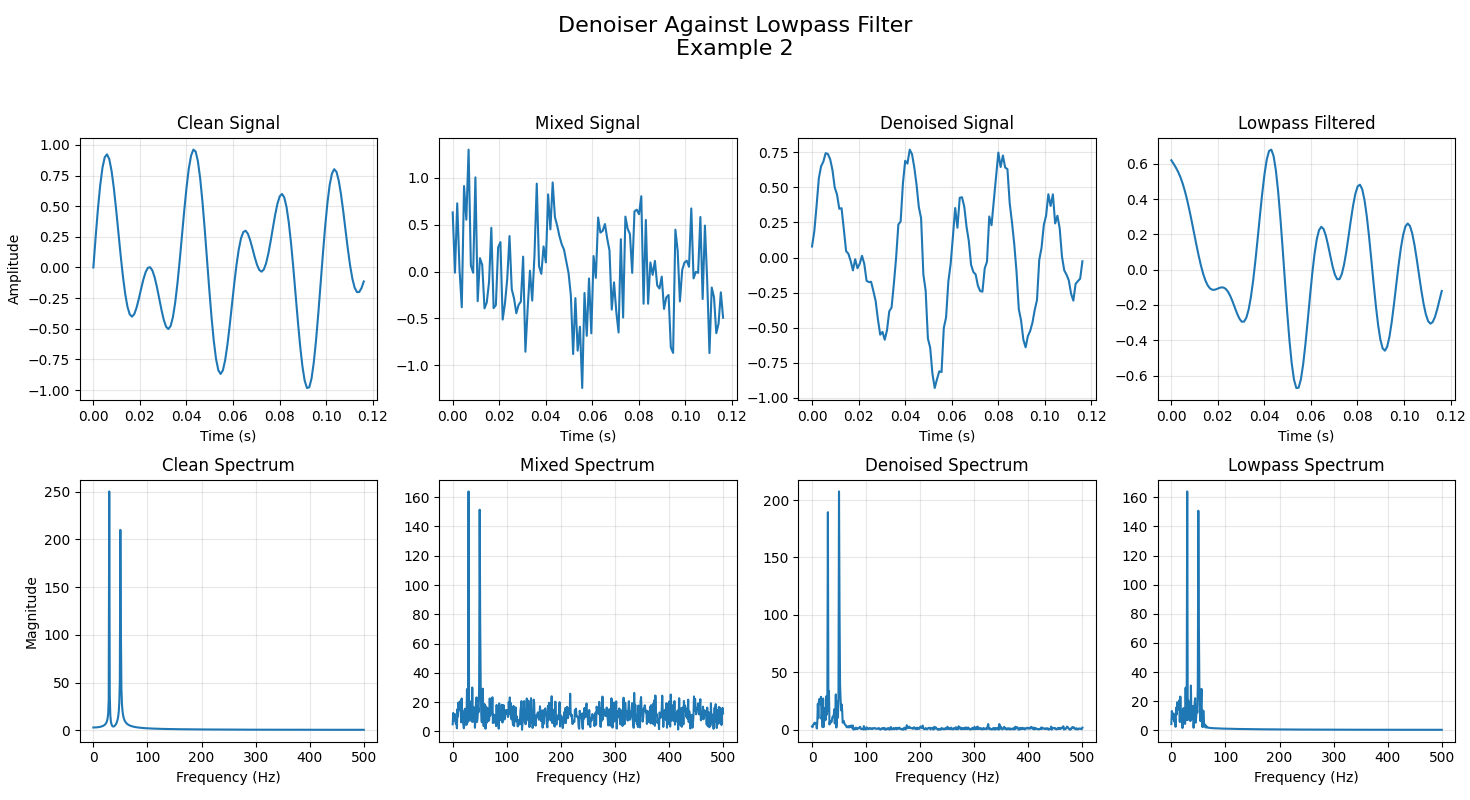 Denoiser Against Lowpass Filter
Example 2
Clean Signal
Mixed Signal
Denoised Signal
Lowpass Filtered
Amplitude
1.00
0.75
0.50
0.25
0.00
−0.25
−0.50
−0.75
−1.00
0.00 0.02 0.04 0.06 0.08 0.10 0.12
Time (s)
1.0
0.5
0.0
−0.5
−1.0
0.00 0.02 0.04 0.06 0.08 0.10 0.12
Time (s)
0.75
0.50
0.25
0.00
−0.25
−0.50
−0.75
−1.00
0.00 0.02 0.04 0.06 0.08 0.10 0.12
Time (s)
0.6
0.4
0.2
0.0
−0.2
−0.4
−0.6
0.00 0.02 0.04 0.06 0.08 0.10 0.12
Time (s)
Clean Spectrum
Mixed Spectrum
Denoised Spectrum
Lowpass Spectrum
Magnitude
250
200
150
100
50
0
0 100 200 300 400 500
Frequency (Hz)
160
140
120
100
80
60
40
20
0
0 100 200 300 400 500
Frequency (Hz)
200
150
100
50
0
0 100 200 300 400 500
Frequency (Hz)
160
140
120
100
80
60
40
20
0
0 100 200 300 400 500
Frequency (Hz)